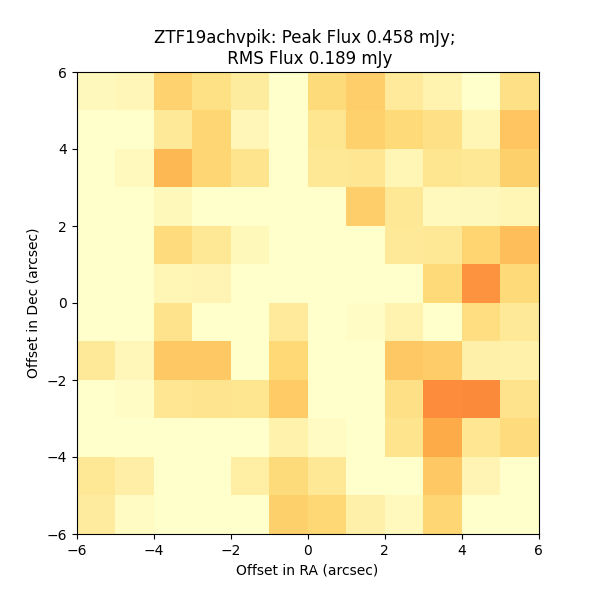 ZTF19achvpik: Peak Flux 0.458 mJy;
RMS Flux 0.189 mJy
6
4
2
0
−2
−4
−6
Offset in Dec (arcsec)
−6 −4 −2 0 2 4 6
Offset in RA (arcsec)